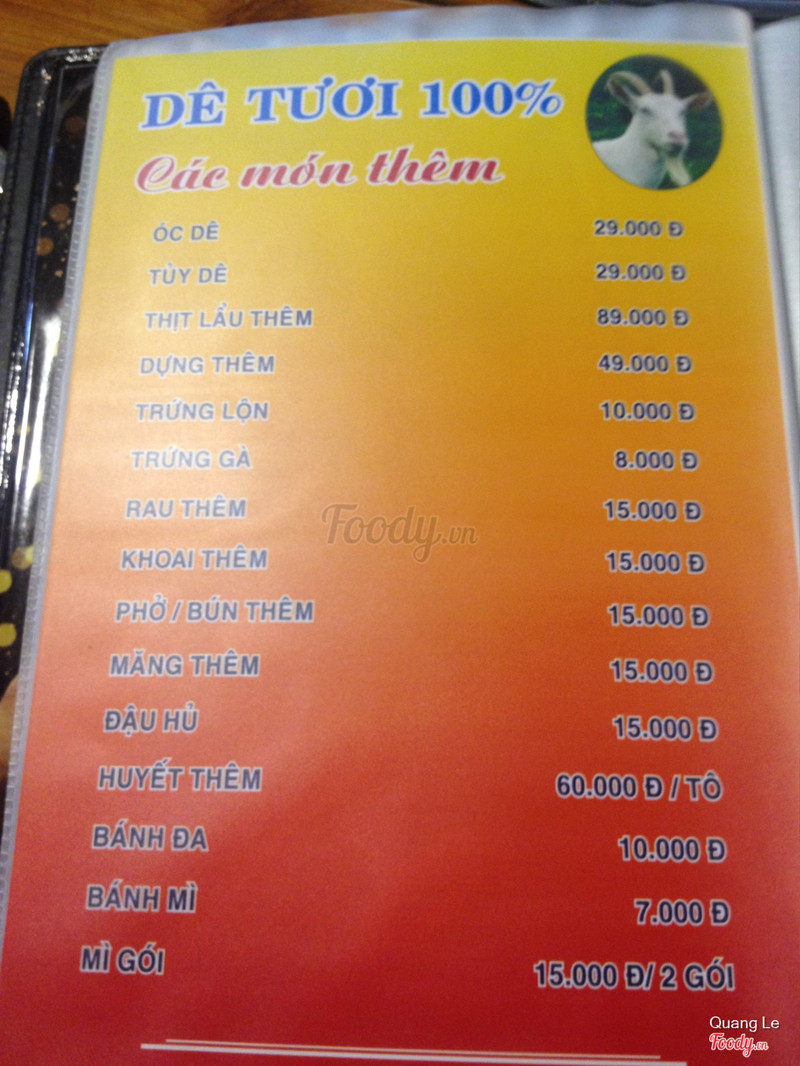 DÊ TƯƠI 100%
Các món thêm
ÓC DÊ 29.000 Đ
TỦY DÊ 29.000 Đ
THỊT LẨU THÊM 89.000 Đ
DỰNG THÊM 49.000 Đ
TRỨNG LỘN 10.000 Đ
TRỨNG GÀ 8.000 Đ
RAU THÊM 15.000 Đ
Foody.vn
KHOAI THÊM 15.000 Đ
PHỞ / BÚN THÊM 15.000 Đ
MĂNG THÊM 15.000 Đ
ĐẬU HỦ 15.000 Đ
HUYẾT THÊM 60.000 Đ / TÔ
BÁNH ĐA 10.000 Đ
BÁNH MÌ 7.000 Đ
MÌ GÓI 15.000 Đ/ 2 GÓI
Quang Le
Foody.vn